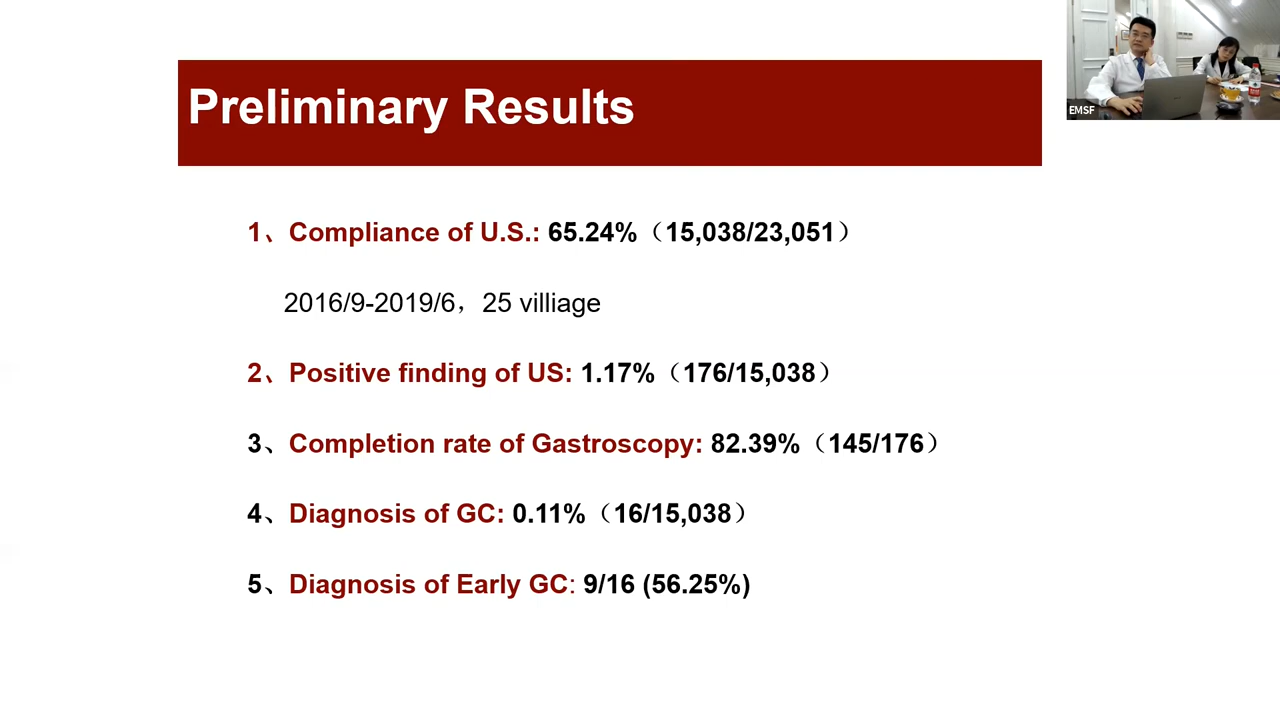 Preliminary Results
EMSF
1、Compliance of U.S.: 65.24%（15,038/23,051）
2016/9-2019/6，25 villiage
2、Positive finding of US: 1.17%（176/15,038）
3、Completion rate of Gastroscopy: 82.39%（145/176）
4、Diagnosis of GC: 0.11%（16/15,038）
5、Diagnosis of Early GC: 9/16 (56.25%)